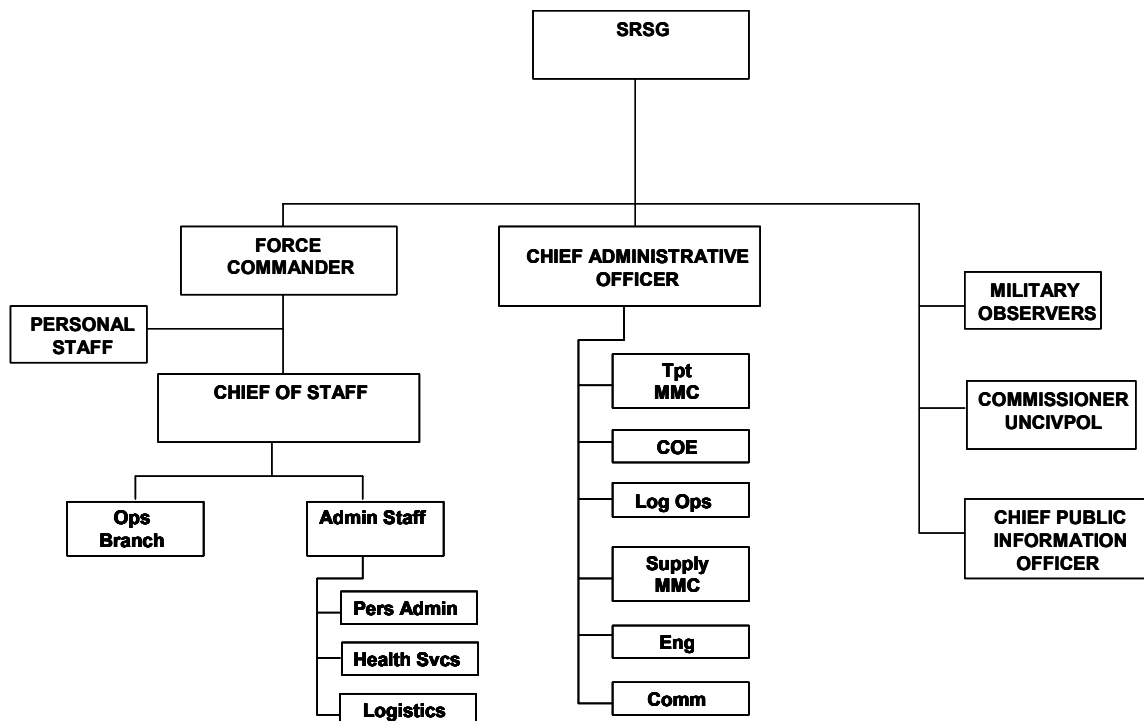 SRSG
FORCE
COMMANDER
CHIEF ADMINISTRATIVE
OFFICER
MILITARY
OBSERVERS
PERSONAL
STAFF
CHIEF OF STAFF
Tpt
MMC
COMMISSIONER
UNCIVPOL
COE
Ops
Branch
Admin Staff
Log Ops
CHIEF PUBLIC
INFORMATION
OFFICER
Supply
MMC
Pers Admin
Eng
Health Svcs
Comm
Logistics